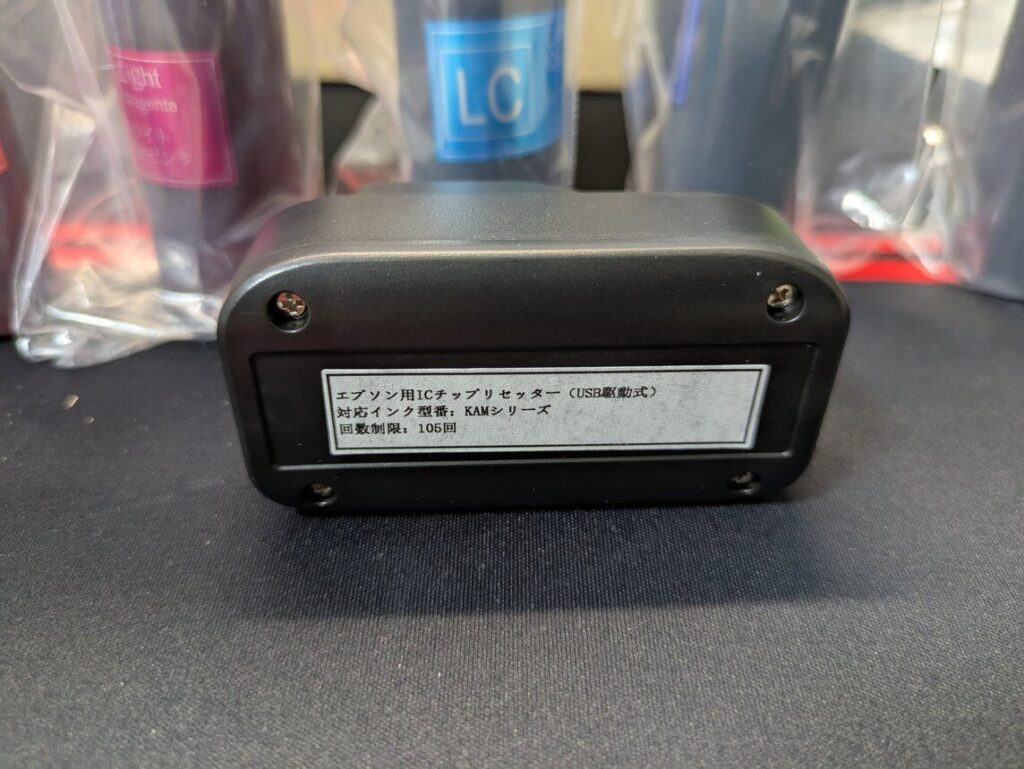 Light
LC
エプソン用ICチップリセッター（USB駆動式）
対応インク型番：KAMシリーズ
回数制限：105回